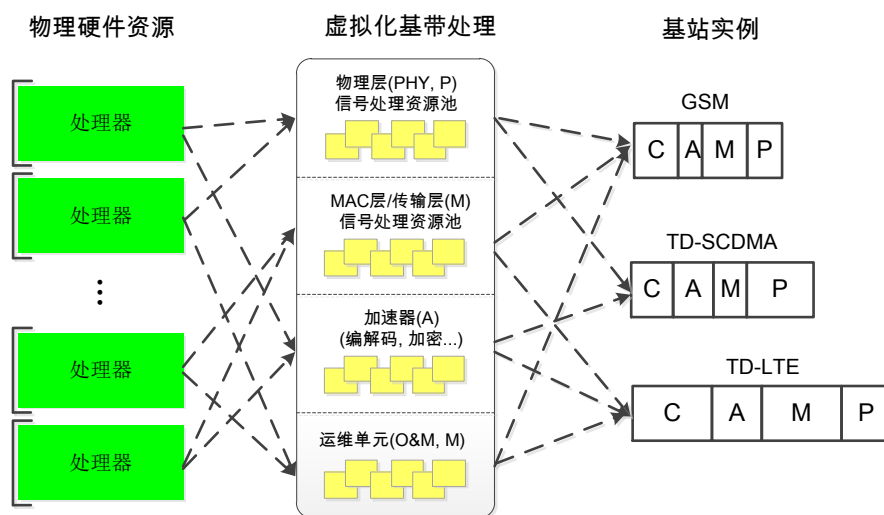 物理硬件资源
虚拟化基带处理
基站实例
处理器
处理器
...
处理器
处理器
物理层(PHY, P)
信号处理资源池
MAC层/传输层(M)
信号处理资源池
加速器(A)
(编解码, 加密...)
运维单元(O&M, M)
GSM
C A M P
TD-SCDMA
C A M P
TD-LTE
C A M P